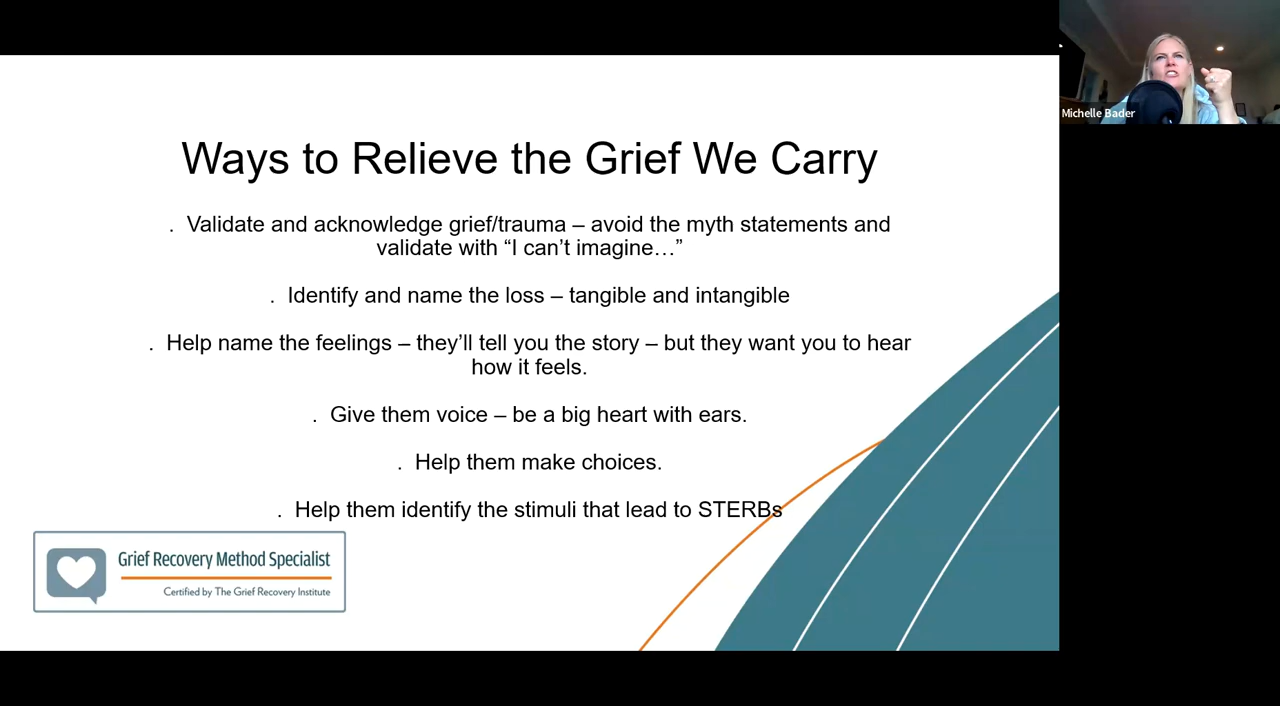 Michelle Bader
Ways to Relieve the Grief We Carry
. Validate and acknowledge grief/trauma – avoid the myth statements and
validate with “I can’t imagine…”
. Identify and name the loss – tangible and intangible
. Help name the feelings – they’ll tell you the story – but they want you to hear
how it feels.
. Give them voice – be a big heart with ears.
. Help them make choices.
. Help them identify the stimuli that lead to STERBs
Grief Recovery Method Specialist
Certified by The Grief Recovery Institute